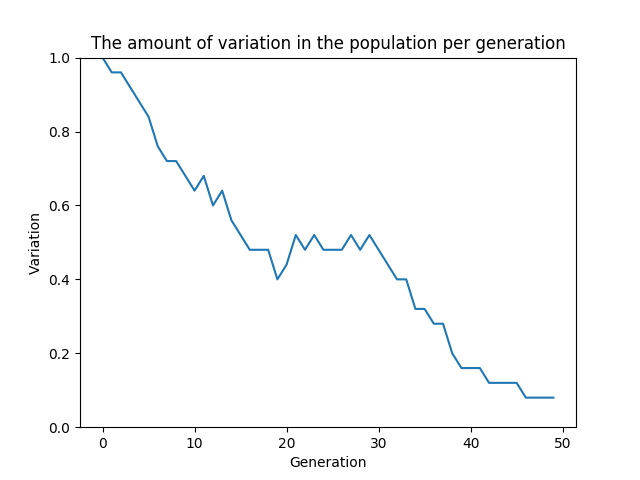 The amount of variation in the population per generation
1.0
0.8
0.6
0.4
0.2
0.0
Variation
0 10 20 30 40 50
Generation